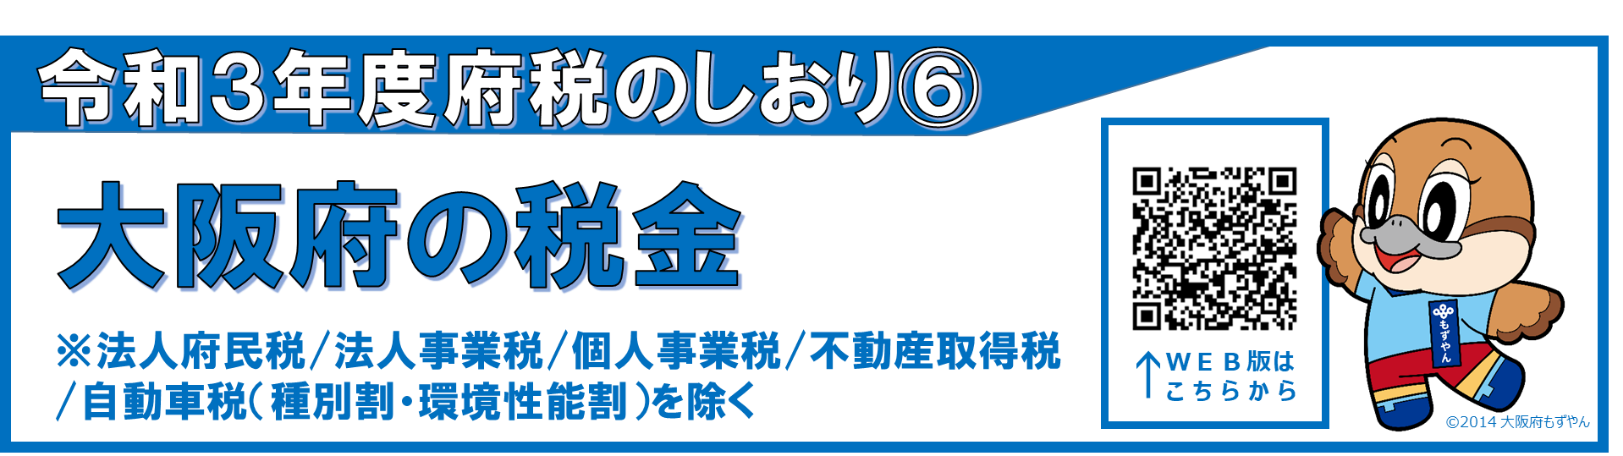 令和３年度府税のしおり⑥
大阪府の税金
※法人府民税/法人事業税/個人事業税/不動産取得税
/自動車税(種別割・環境性能割)を除く
↑ＷＥＢ版は
こちらから
もずやん
©2014 大阪府もずやん